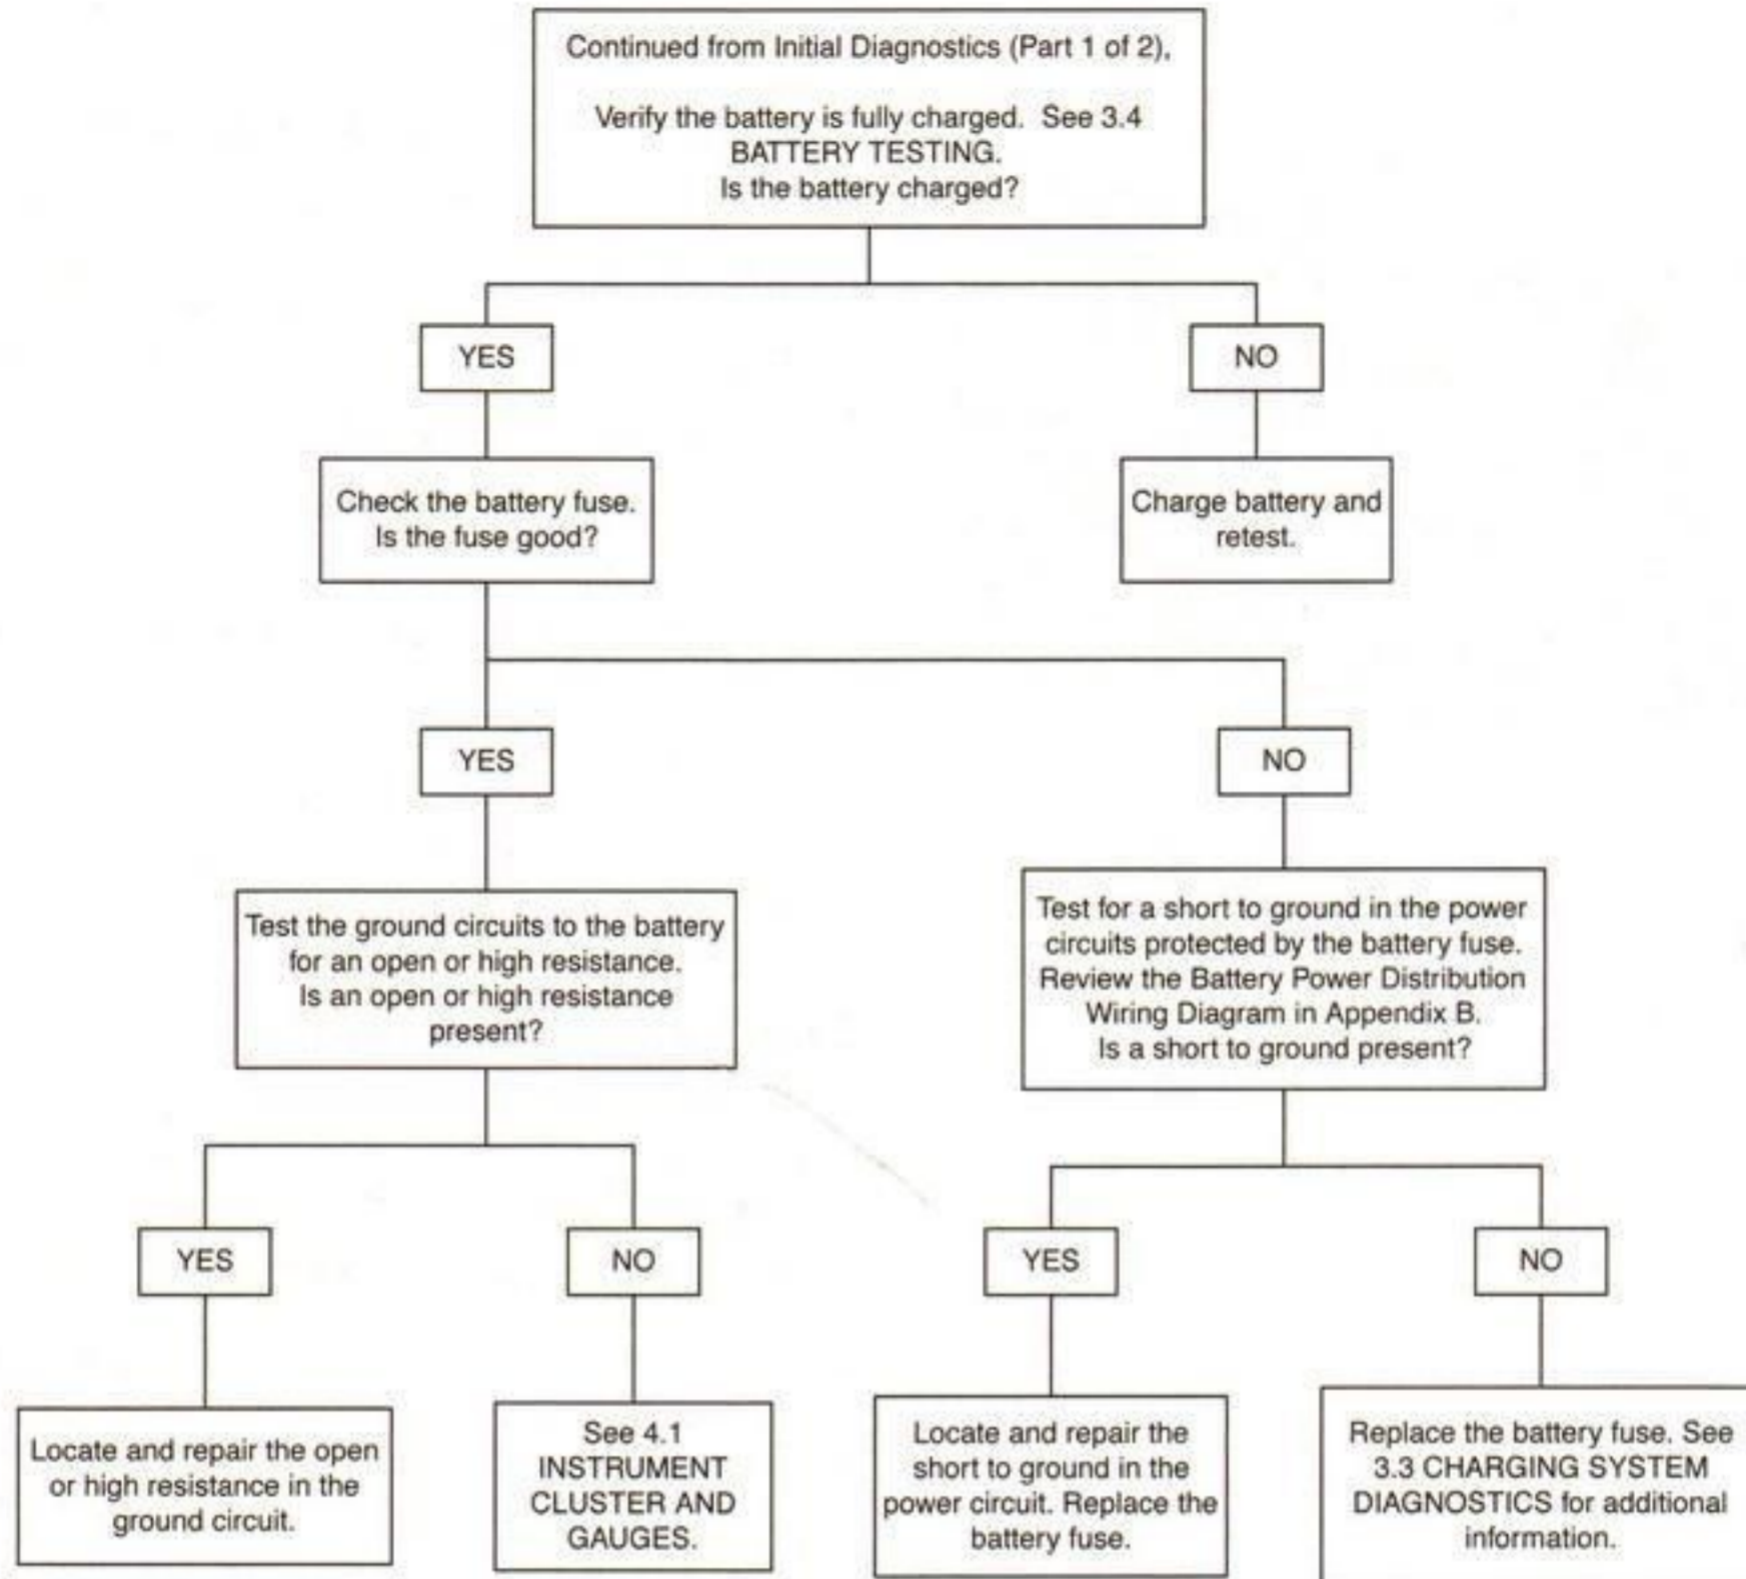 Continued from Initial Diagnostics (Part 1 of 2),
Verify the battery is fully charged. See 3.4
BATTERY TESTING.
Is the battery charged?
YES
NO
Check the battery fuse.
Is the fuse good?
Charge battery and
retest.
YES
NO
Test the ground circuits to the battery
for an open or high resistance.
Is an open or high resistance
present?
Test for a short to ground in the power
circuits protected by the battery fuse.
Review the Battery Power Distribution
Wiring Diagram in Appendix B.
Is a short to ground present?
YES
NO
YES
NO
Locate and repair the open
or high resistance in the
ground circuit.
See 4.1
INSTRUMENT
CLUSTER AND
GAUGES.
Locate and repair the
short to ground in the
power circuit. Replace the
battery fuse.
Replace the battery fuse. See
3.3 CHARGING SYSTEM
DIAGNOSTICS for additional
information.